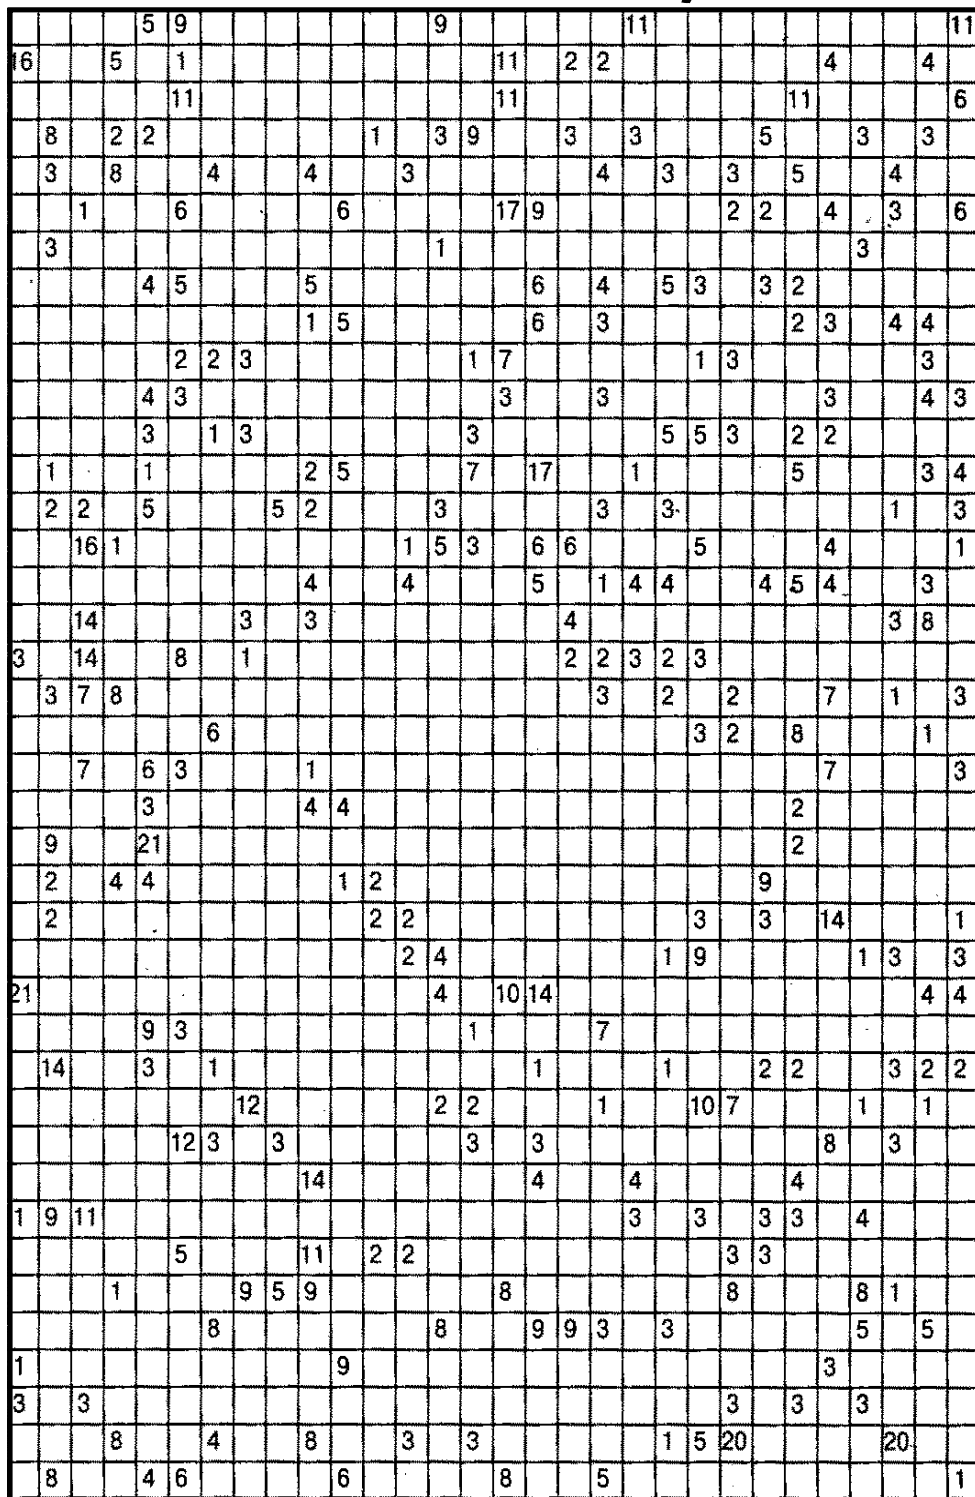 5 9 9 11 11
16 5 1 11 2 2 4 4
11 11 11 6
8 2 2 1 3 9 3 3 5 3 3
3 8 4 4 3 4 3 3 5 4
1 6 6 17 9 2 2 4 3 6
3 1 3
4 5 5 6 4 5 3 3 2
1 5 6 3 2 3 4 4
2 2 3 1 7 1 3 3
4 3 3 3 3 4 3
3 1 3 3 5 5 3 2 2
1 1 2 5 7 17 1 5 3 4
2 2 5 5 2 3 3 3 1 3
16 1 1 5 3 6 6 5 4 1
4 4 5 1 4 4 4 5 4 3
14 3 3 4 3 8
3 14 8 1 2 2 3 2 3
3 7 8 3 2 2 7 1 3
6 3 2 8 1
7 6 3 1 7 3
3 4 4 2
9 21 2
2 4 4 1 2 9
2 2 2 3 3 14 1
2 4 1 9 1 3 3
21 4 10 14 4 4
9 3 1 7
14 3 1 1 1 2 2 3 2 2
12 2 2 1 10 7 1 1
12 3 3 3 3 8 3
14 4 4 4
1 9 11 3 3 3 3 4
5 11 2 2 3 3
1 9 5 9 8 8 8 1
8 8 9 9 3 3 5 5
1 9 3
3 3 3 3 3
8 4 8 3 3 1 5 20 20
8 4 6 6 8 5 1